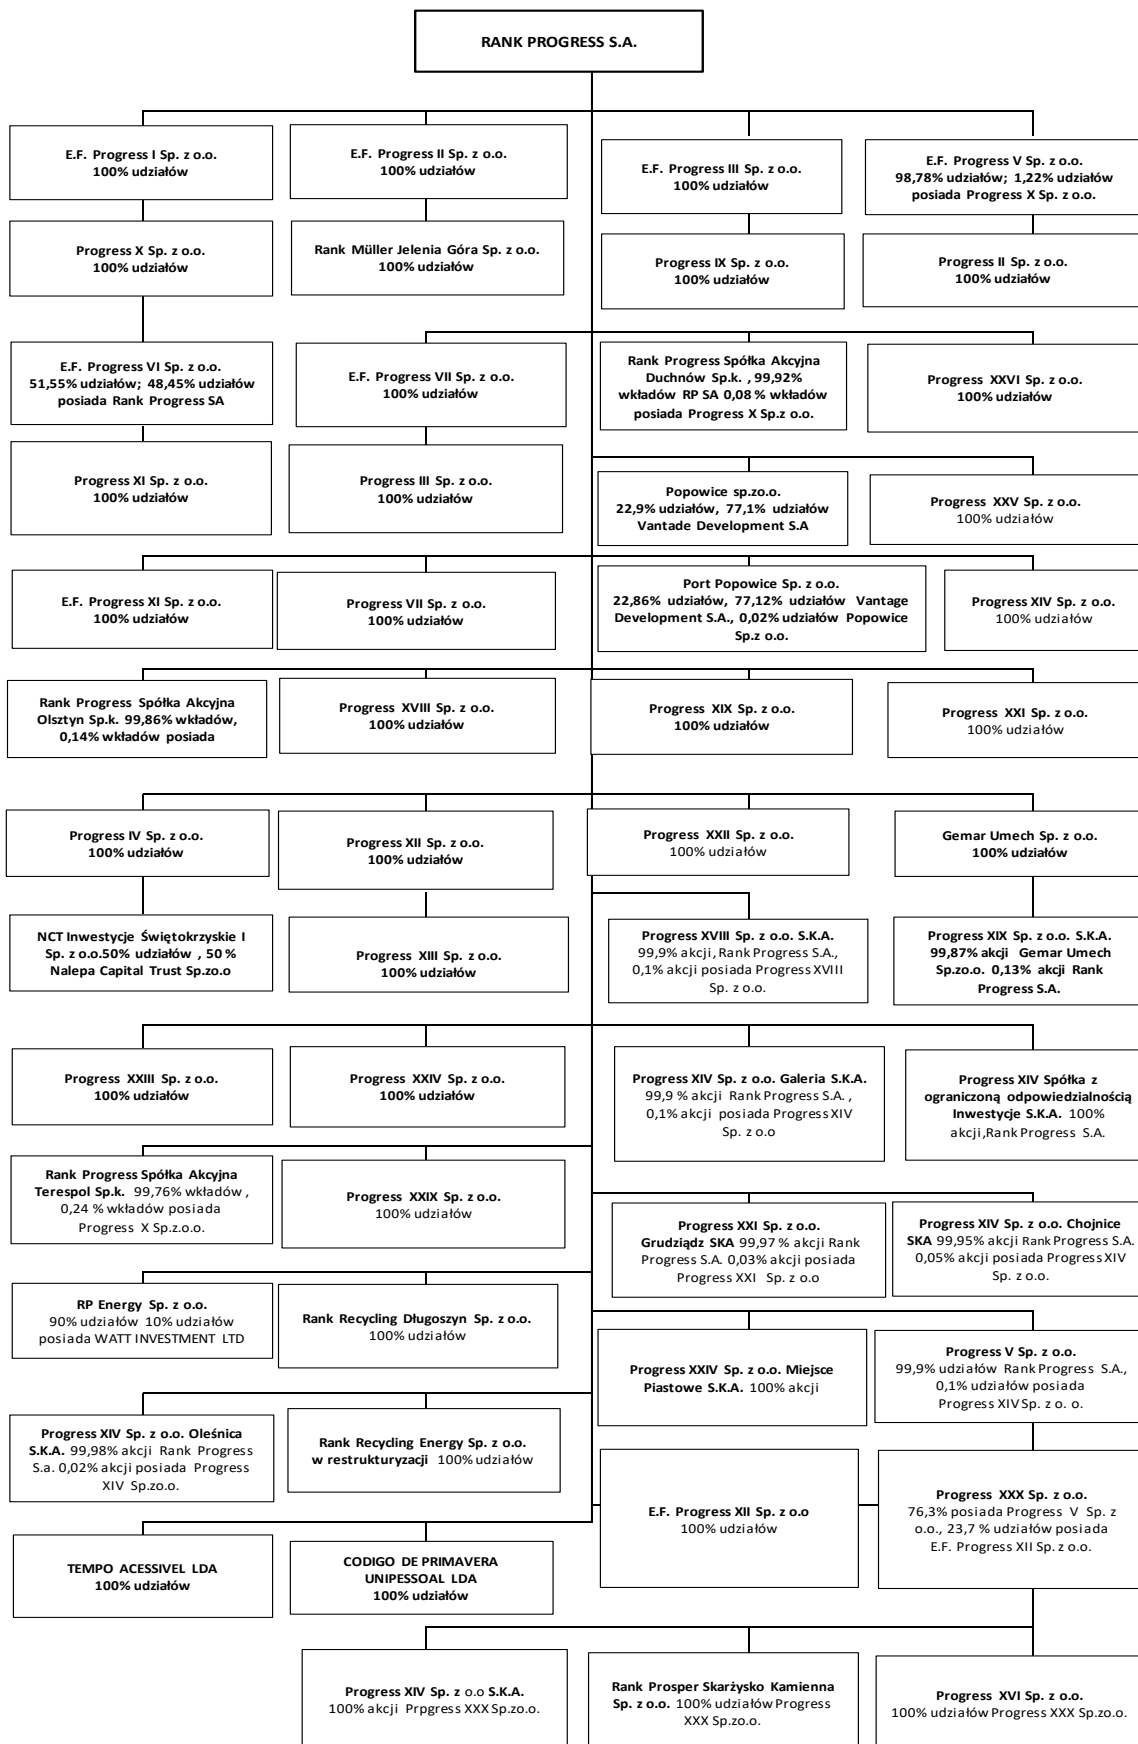 RANK PROGRESS S.A.
E.F. Progress I Sp. z o.o.
100% udziałów
E.F. Progress II Sp. z o.o.
100% udziałów
E.F. Progress III Sp. z o.o.
100% udziałów
E.F. Progress V Sp. z o.o.
98,78% udziałów; 1,22% udziałów
posiada Progress X Sp. z o.o.
Progress X Sp. z o.o.
100% udziałów
Rank Müller Jelenia Góra Sp. z o.o.
100% udziałów
Progress IX Sp. z o.o.
100% udziałów
Progress II Sp. z o.o.
100% udziałów
E.F. Progress VI Sp. z o.o.
51,55% udziałów; 48,45% udziałów
posiada Rank Progress SA
E.F. Progress VII Sp. z o.o.
100% udziałów
Rank Progress Spółka Akcyjna
Duchnów Sp.k. , 99,92%
wkładów RP SA 0,08 % wkładów
posiada Progress X Sp.z o.o.
Progress XXVI Sp. z o.o.
100% udziałów
Progress XI Sp. z o.o.
100% udziałów
Progress III Sp. z o.o.
100% udziałów
Popowice sp.zo.o.
22,9% udziałów, 77,1% udziałów
Vantade Development S.A
Progress XXV Sp. z o.o.
100% udziałów
E.F. Progress XI Sp. z o.o.
100% udziałów
Progress VII Sp. z o.o.
100% udziałów
Port Popowice Sp. z o.o.
22,86% udziałów, 77,12% udziałów Vantage
Development S.A., 0,02% udziałów Popowice
Sp.z o.o.
Progress XIV Sp. z o.o.
100% udziałów
Rank Progress Spółka Akcyjna
Olsztyn Sp.k. 99,86% wkładów,
0,14% wkładów posiada
Progress XVIII Sp. z o.o.
100% udziałów
Progress XIX Sp. z o.o.
100% udziałów
Progress XXI Sp. z o.o.
100% udziałów
Progress IV Sp. z o.o.
100% udziałów
Progress XII Sp. z o.o.
100% udziałów
Progress XXII Sp. z o.o.
100% udziałów
Gemar Umech Sp. z o.o.
100% udziałów
NCT Inwestycje Świętokrzyskie I
Sp. z o.o.50% udziałów , 50 %
Nalepa Capital Trust Sp.zo.o
Progress XIII Sp. z o.o.
100% udziałów
Progress XVIII Sp. z o.o. S.K.A.
99,9% akcji, Rank Progress S.A.,
0,1% akcji posiada Progress XVIII
Sp. z o.o.
Progress XIX Sp. z o.o. S.K.A.
99,87% akcji Gemar Umech
Sp.zo.o. 0,13% akcji Rank
Progress S.A.
Progress XXIII Sp. z o.o.
100% udziałów
Progress XXIV Sp. z o.o.
100% udziałów
Progress XIV Sp. z o.o. Galeria S.K.A.
99,9 % akcji Rank Progress S.A. ,
0,1% akcji posiada Progress XIV
Sp. z o.o
Progress XIV Spółka z
ograniczoną odpowiedzialnością
Inwestycje S.K.A. 100%
akcji,Rank Progress S.A.
Rank Progress Spółka Akcyjna
Terespol Sp.k. 99,76% wkładów ,
0,24 % wkładów posiada
Progress X Sp.z.o.o.
Progress XXIX Sp. z o.o.
100% udziałów
Progress XXI Sp. z o.o.
Grudziądz SKA 99,97 % akcji Rank
Progress S.A. 0,03% akcji posiada
Progress XXI Sp. z o.o
Progress XIV Sp. z o.o. Chojnice
SKA 99,95% akcji Rank Progress S.A.
0,05% akcji posiada Progress XIV
Sp. z o.o.
RP Energy Sp. z o.o.
90% udziałów 10% udziałów
posiada WATT INVESTMENT LTD
Rank Recycling Długoszyn Sp. z o.o.
100% udziałów
Progress XXIV Sp. z o.o. Miejsce
Piastowe S.K.A. 100% akcji
Progress V Sp. z o.o.
99,9% udziałów Rank Progress S.A.,
0,1% udziałów posiada
Progress XIV Sp. z o. o.
Progress XIV Sp. z o.o. Oleśnica
S.K.A. 99,98% akcji Rank Progress
S.a. 0,02% akcji posiada Progress
XIV Sp.zo.o.
Rank Recycling Energy Sp. z o.o.
w restrukturyzacji 100% udziałów
E.F. Progress XII Sp. z o.o
100% udziałów
Progress XXX Sp. z o.o.
76,3% posiada Progress V Sp. z
o.o., 23,7 % udziałów posiada
E.F. Progress XII Sp. z o.o.
TEMPO ACESSIVEL LDA
100% udziałów
CODIGO DE PRIMAVERA
UNIPESSOAL LDA
100% udziałów
Progress XIV Sp. z o.o S.K.A.
100% akcji Prpgress XXX Sp.zo.o.
Rank Prosper Skarżysko Kamienna
Sp. z o.o. 100% udziałów Progress
XXX Sp.zo.o.
Progress XVI Sp. z o.o.
100% udziałów Progress XXX Sp.zo.o.